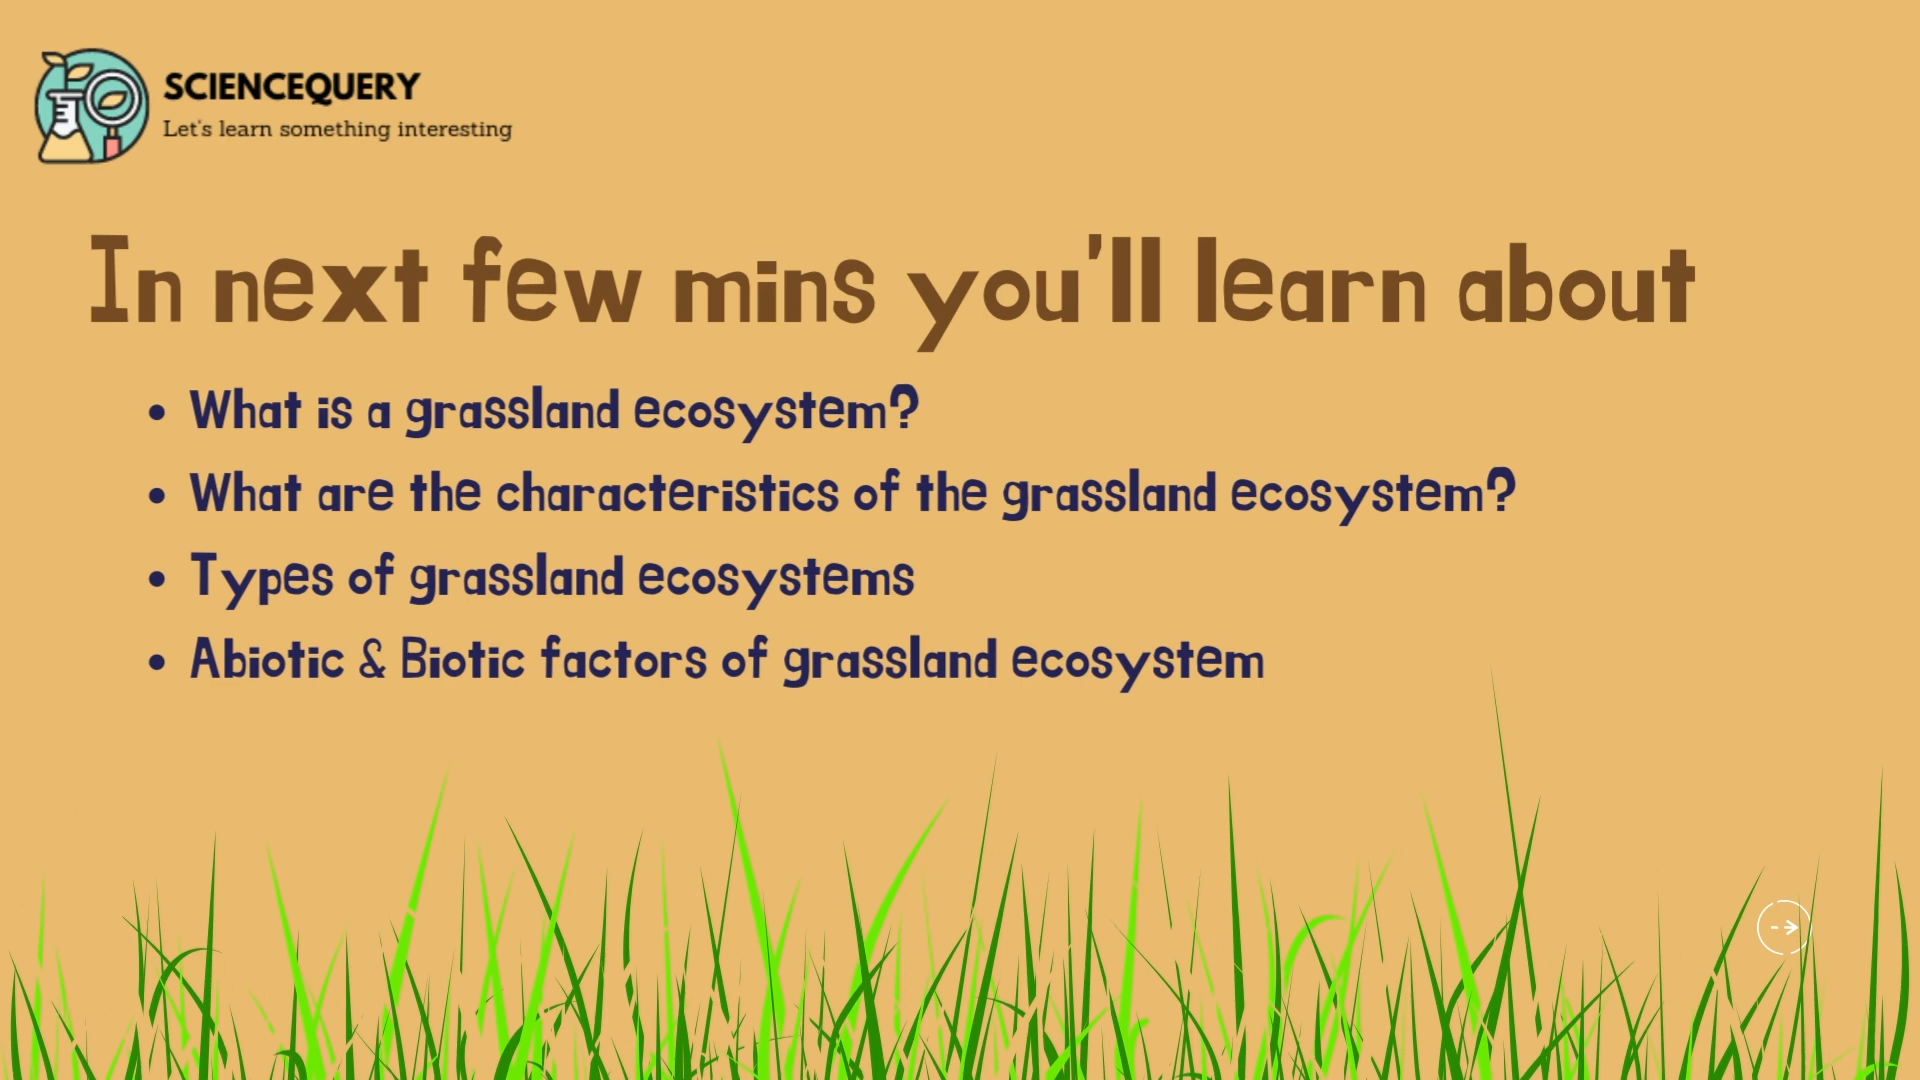 SCIENCEQUERY
Let's learn something interesting
In next few mins you'll learn about
• What is a grassland ecosystem?
• What are the characteristics of the grassland ecosystem?
• Types of grassland ecosystems
• Abiotic & Biotic factors of grassland ecosystem